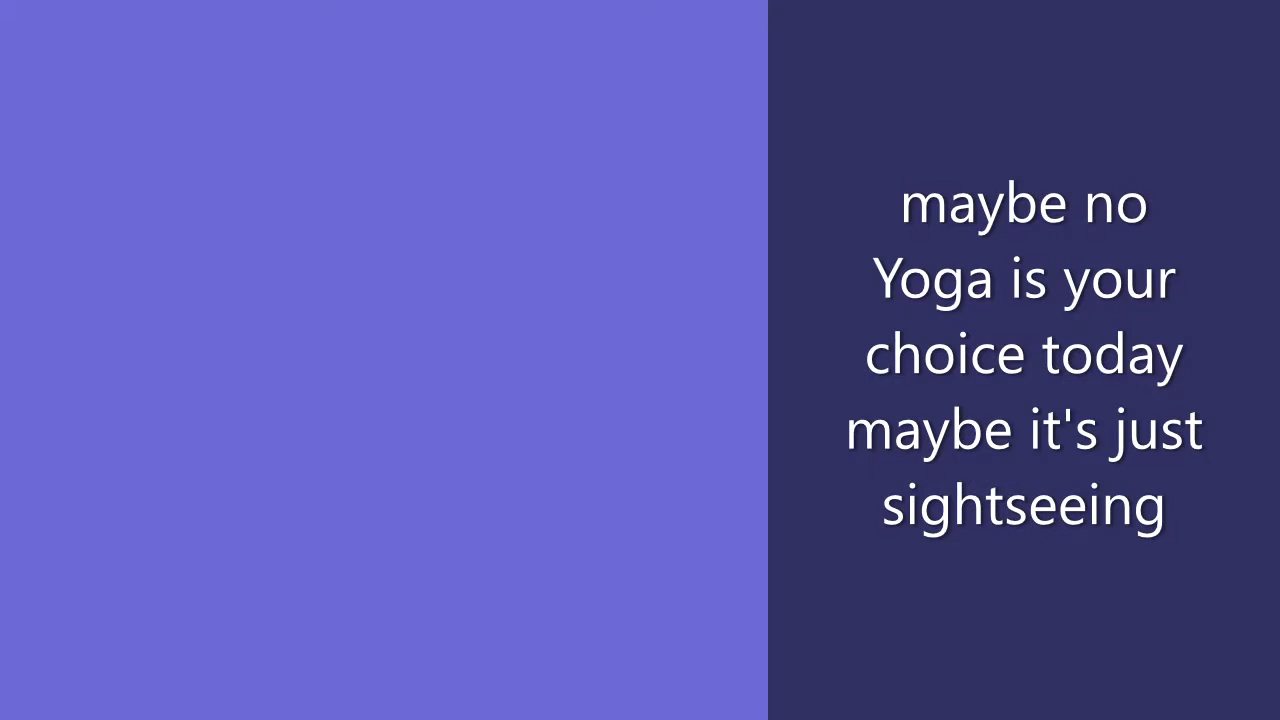 maybe no
Yoga is your
choice today
maybe it's just
sightseeing